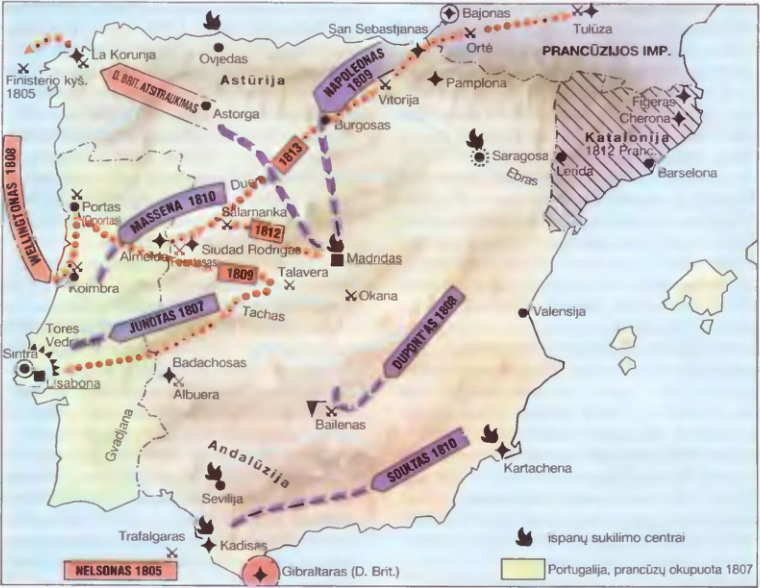 Bajonas
San Sebastjanas
Tulūza
Ortė
La Korunja
Ovjedas
PRANCŪZIJOS IMP.
Finisterio kyš.
1805
Astūrija
D. BRIT. ATSITRAUKIMAS
NAPOLEONAS
1809
Vitorija
Pamplona
Figeras
Cherona
Astorga
Burgosas
Katalonija
1812 Pranc.
WELLINGTONAS 1808
1813
Saragosa
Lerida
Barselona
Ebras
Portas
(Oportas)
MASSENA 1810
Salamanka
1812
Almeida
Siudad Rodrigas
Madridas
Koimbra
1809
Talavera
Okana
JUNOTAS 1807
Tachas
DUPONTAS 1808
Valensija
Tores
Sintra
Lisabona
Badachosas
Albuera
Bailenas
Gvadjana
Andalūzija
SOULTAS 1810
Kartachena
Sevilija
Trafalgaras
Kadisas
ispanų sukilimo centrai
NELSONAS 1805
Gibraltaras (D. Brit.)
Portugalija, prancūzų okupuota 1807